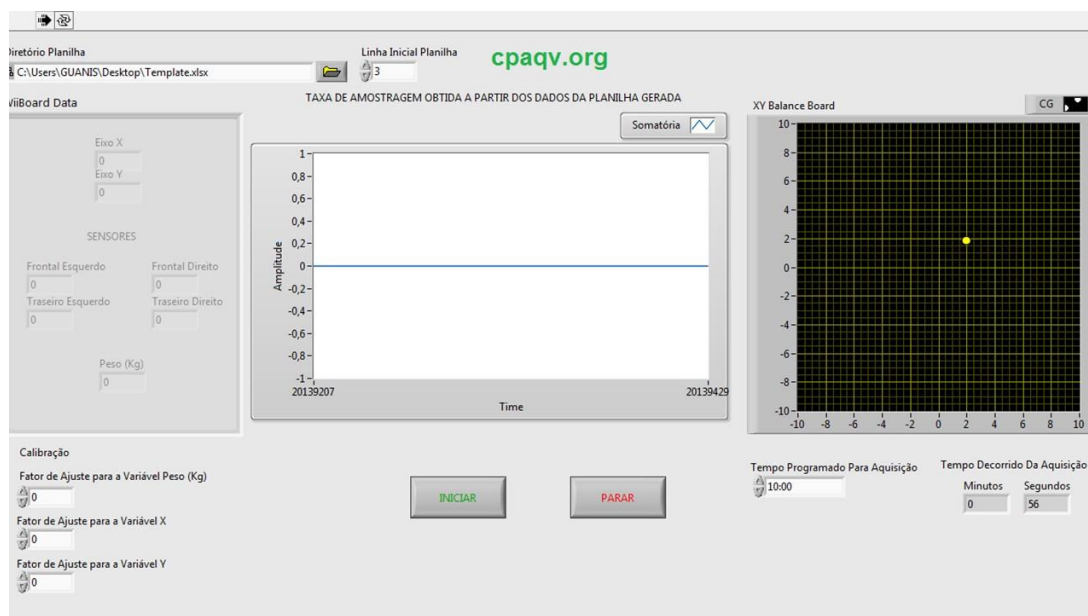 Diretório Planilha
Linha Inicial Planilha
cpaqv.org
C:\Users\GUANIS\Desktop\Template.xlsx
3
WiiBoard Data
TAXA DE AMOSTRAGEM OBTIDA A PARTIR DOS DADOS DA PLANILHA GERADA
XY Balance Board
CG
Somatória
Eixo X
0
Eixo Y
0
SENSORES
Frontal Esquerdo
Frontal Direito
0
0
Traseiro Esquerdo
Traseiro Direito
0
0
Peso (Kg)
0
Amplitude
1
0,8
0,6
0,4
0,2
0
-0,2
-0,4
-0,6
-0,8
-1
20139207
20139429
Time
10
8
6
4
2
0
-2
-4
-6
-8
-10
-10 -8 -6 -4 -2 0 2 4 6 8 10
Calibração
Fator de Ajuste para a Variável Peso (Kg)
0
Fator de Ajuste para a Variável X
0
Fator de Ajuste para a Variável Y
0
INICIAR
PARAR
Tempo Programado Para Aquisição
10:00
Tempo Decorrido Da Aquisição
Minutos
Segundos
0
56